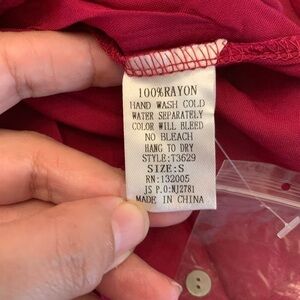 100%RAYON
HAND WASH COLD
WATER SEPARATELY
COLOR WILL BLEED
NO BLEACH
HANG TO DRY
STYLE:T3629
SIZE:S
RN:132005
JS P.O:NJ2781
MADE IN CHINA